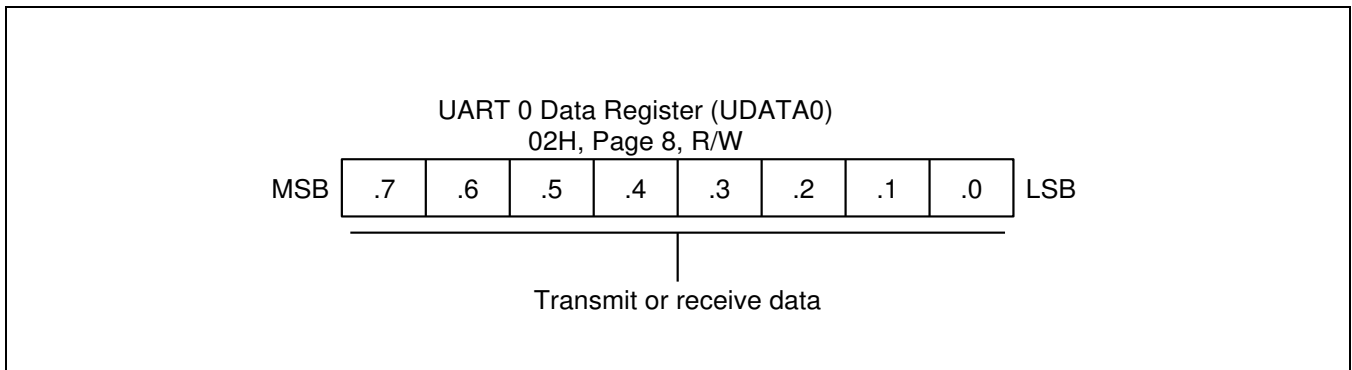 UART 0 Data Register (UDATA0)
02H, Page 8, R/W
MSB .7 .6 .5 .4 .3 .2 .1 .0 LSB
Transmit or receive data